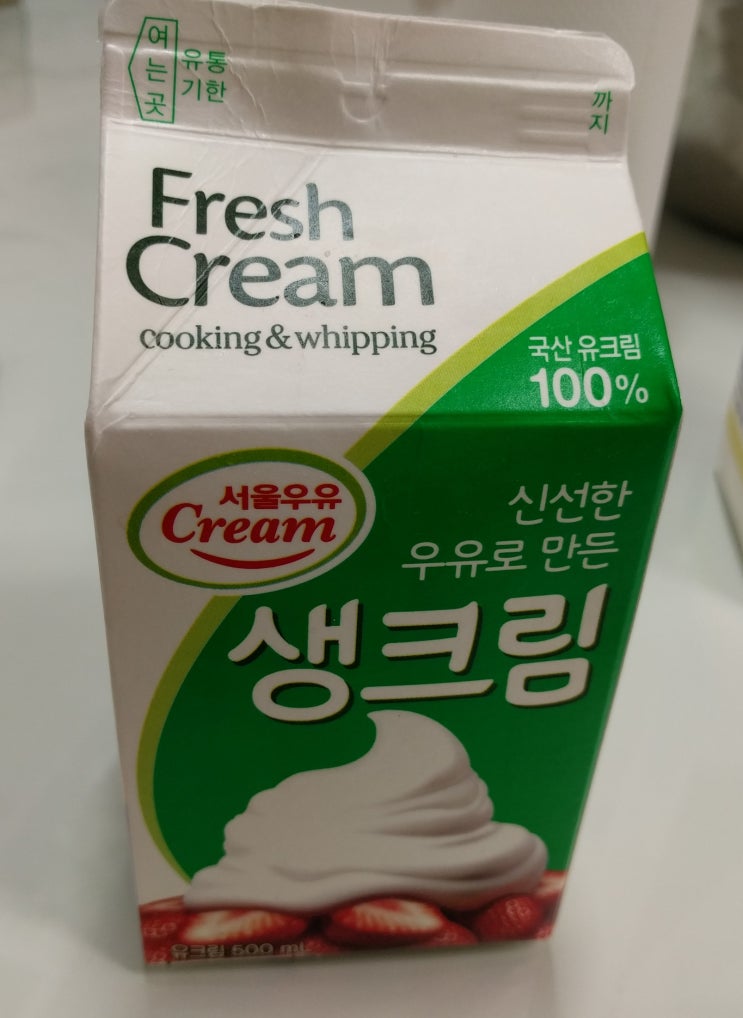 여는곳
유통
기한
까지
Fresh
Cream
cooking & whipping
국산 유크림
100%
서울우유
Cream
신선한
우유로 만든
생크림
유크림 500 ml